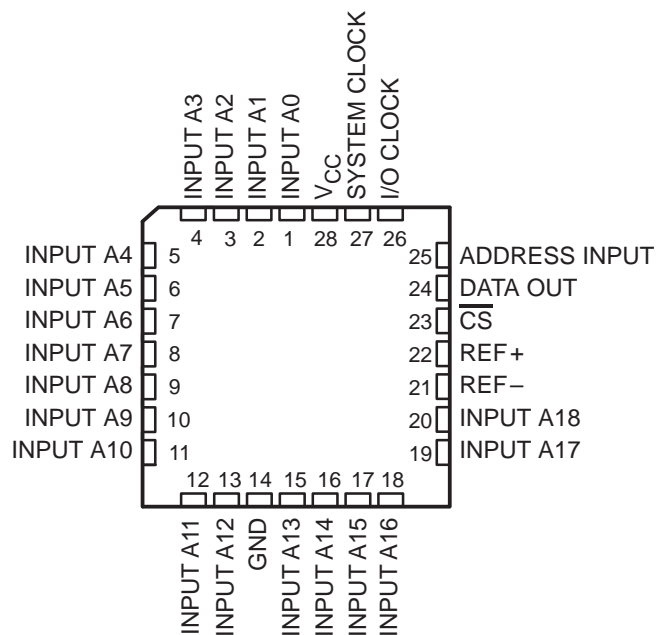 INPUT A3
INPUT A2
INPUT A1
INPUT A0
VCC
SYSTEM CLOCK
I/O CLOCK
4 3 2 1 28 27 26
INPUT A4 5
INPUT A5 6
INPUT A6 7
INPUT A7 8
INPUT A8 9
INPUT A9 10
INPUT A10 11
25 ADDRESS INPUT
24 DATA OUT
23 CS
22 REF+
21 REF–
20 INPUT A18
19 INPUT A17
12 13 14 15 16 17 18
INPUT A11
INPUT A12
GND
INPUT A13
INPUT A14
INPUT A15
INPUT A16